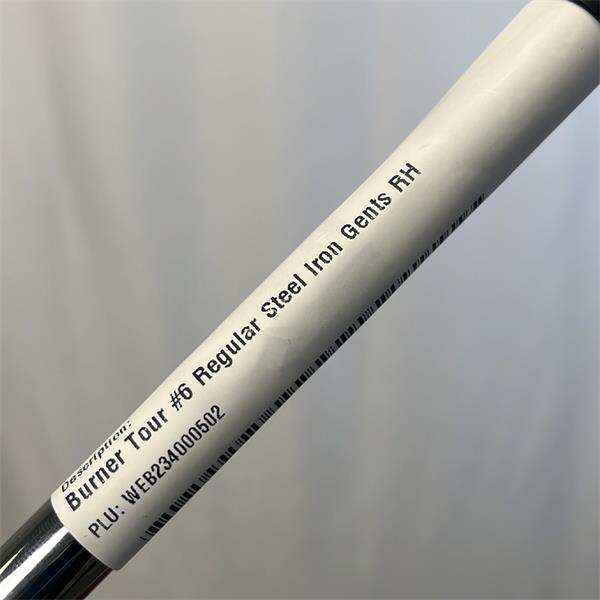 Description:
Burner Tour #6 Regular Steel Iron Gents RH
PLU: WEB234000502